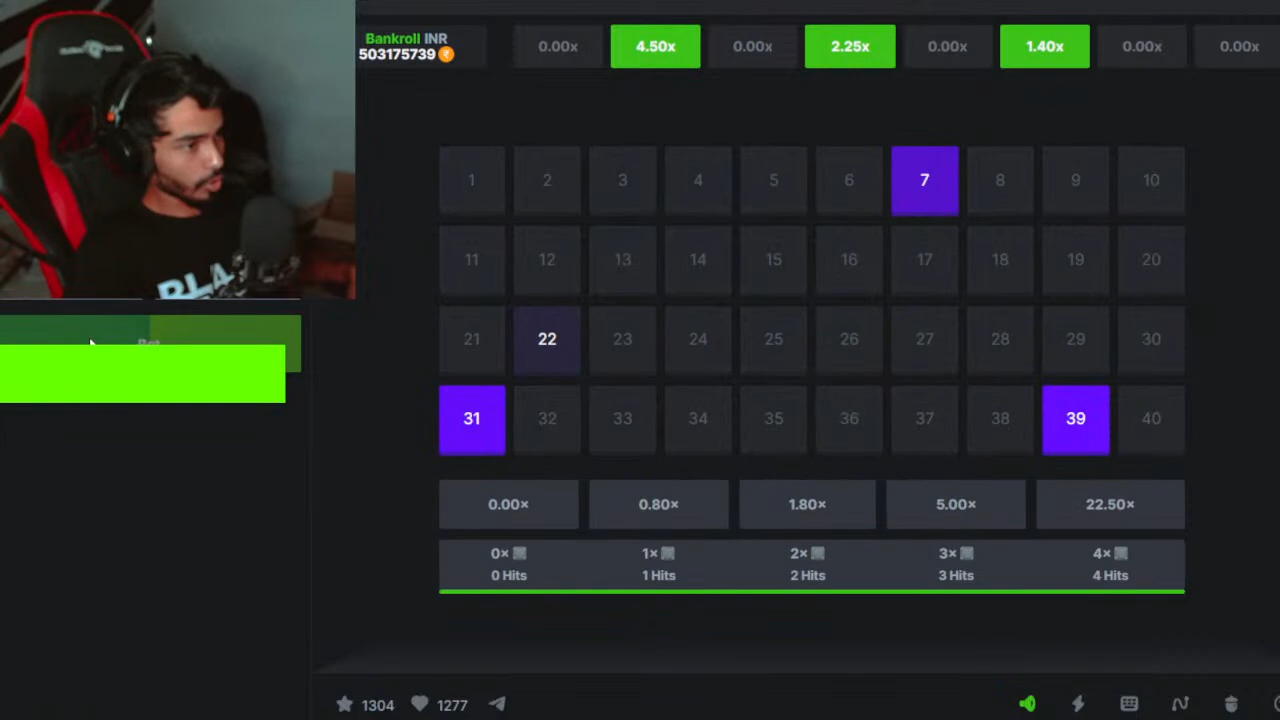 Bankroll INR
503175739
0.00x 4.50x 0.00x 2.25x 0.00x 1.40x 0.00x 0.00x
1 2 3 4 5 6 7 8 9 10
11 12 13 14 15 16 17 18 19 20
21 22 23 24 25 26 27 28 29 30
31 32 33 34 35 36 37 38 39 40
0.00× 0.80× 1.80× 5.00× 22.50×
0× 1× 2× 3× 4×
0 Hits 1 Hits 2 Hits 3 Hits 4 Hits
Bet
1304 1277